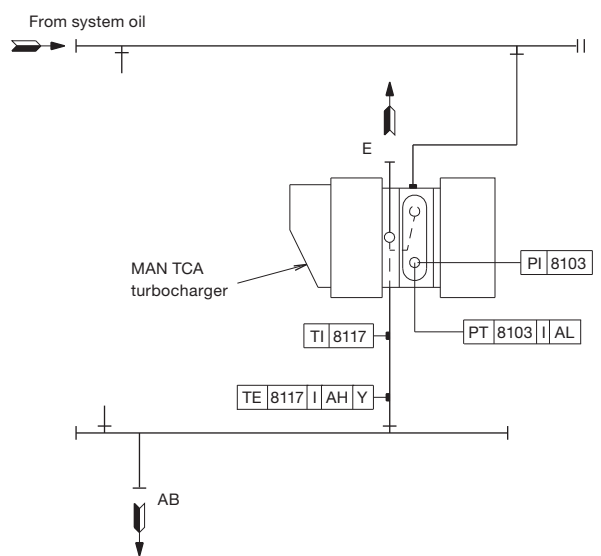 From system oil
E
MAN TCA
turbocharger
PI 8103
TI 8117
PT 8103 I AL
TE 8117 I AH Y
AB